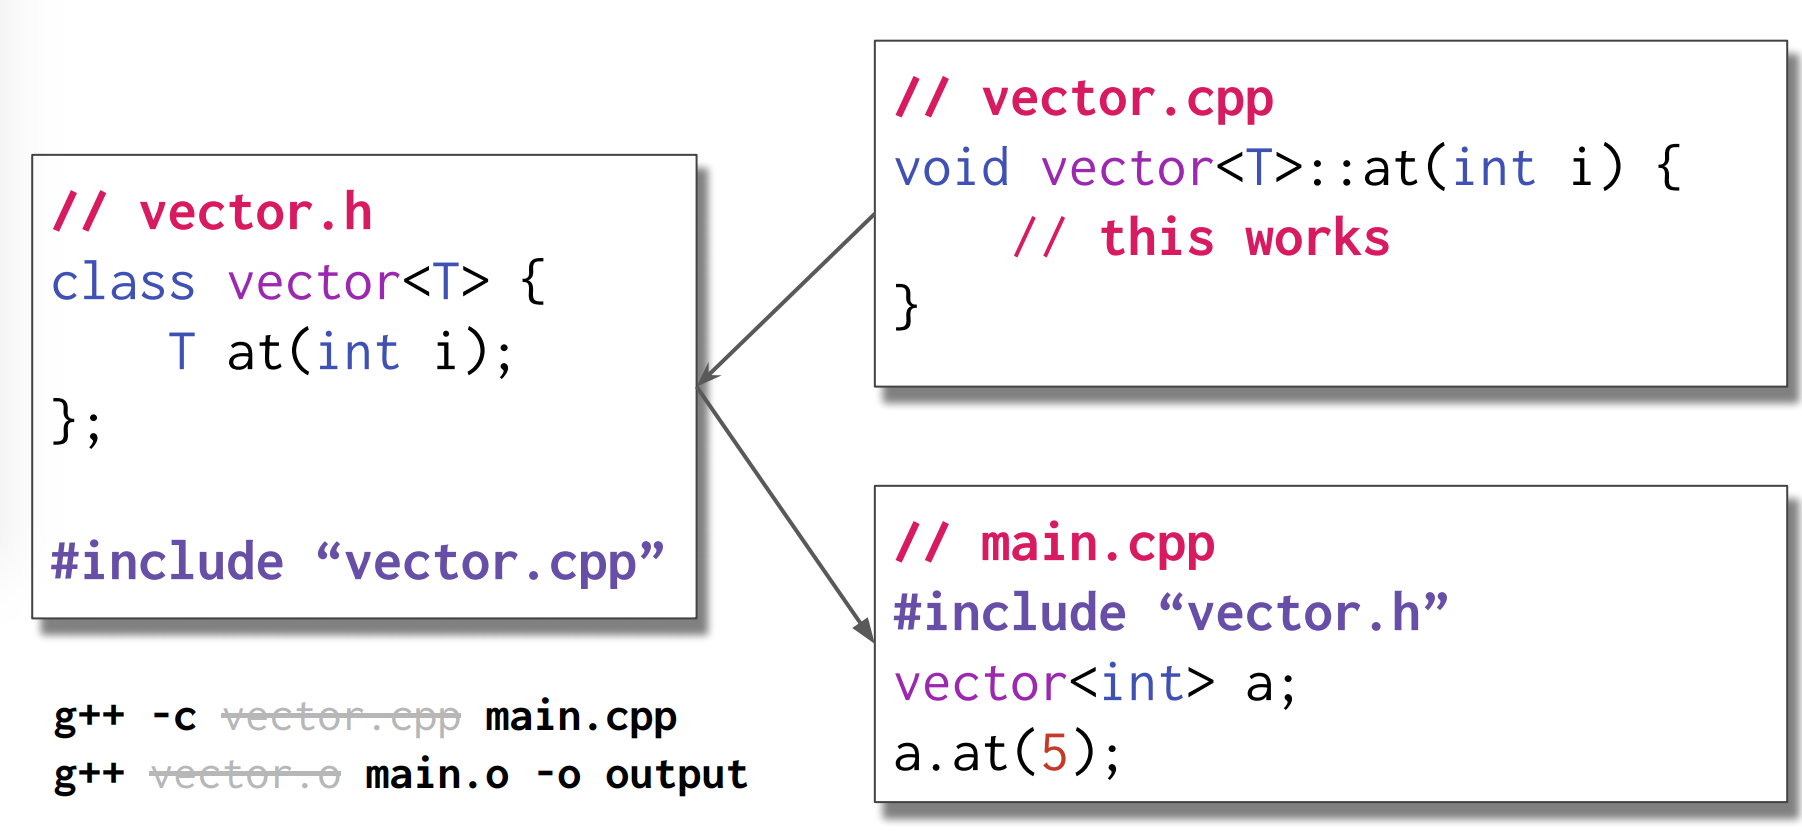 // vector.h
class vector<T> {
    T at(int i);
};
#include “vector.cpp”
// vector.cpp
void vector<T>::at(int i) {
    // this works
}
// main.cpp
#include “vector.h”
vector<int> a;
a.at(5);
g++ -c vector.cpp main.cpp
g++ vector.o main.o -o output